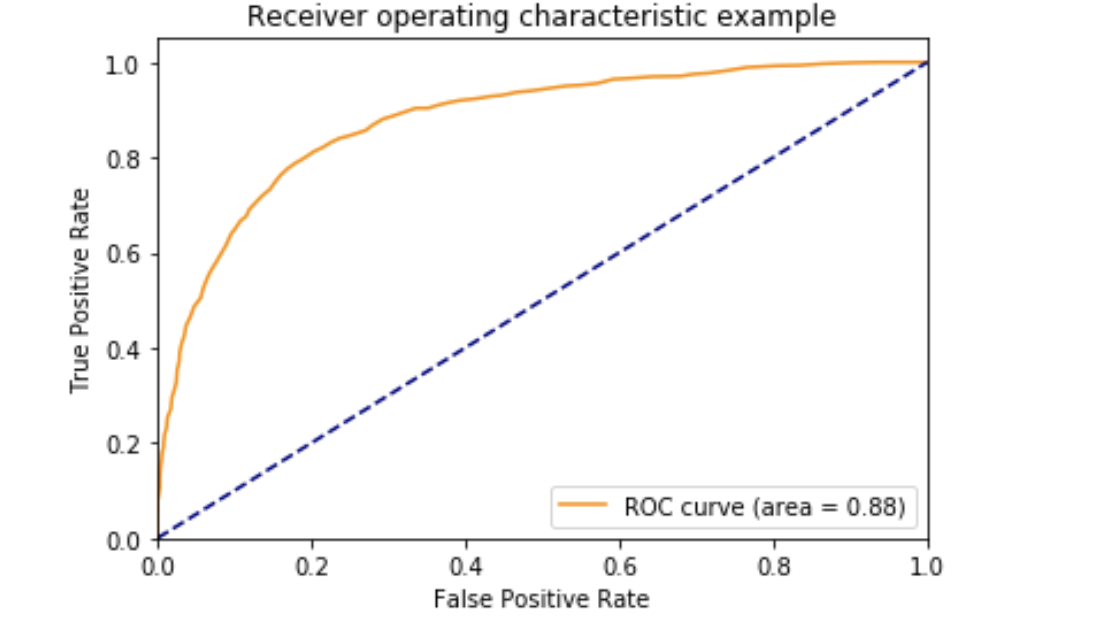 Receiver operating characteristic example
1.0
0.8
0.6
0.4
0.2
0.0
True Positive Rate
ROC curve (area = 0.88)
0.0 0.2 0.4 0.6 0.8 1.0
False Positive Rate